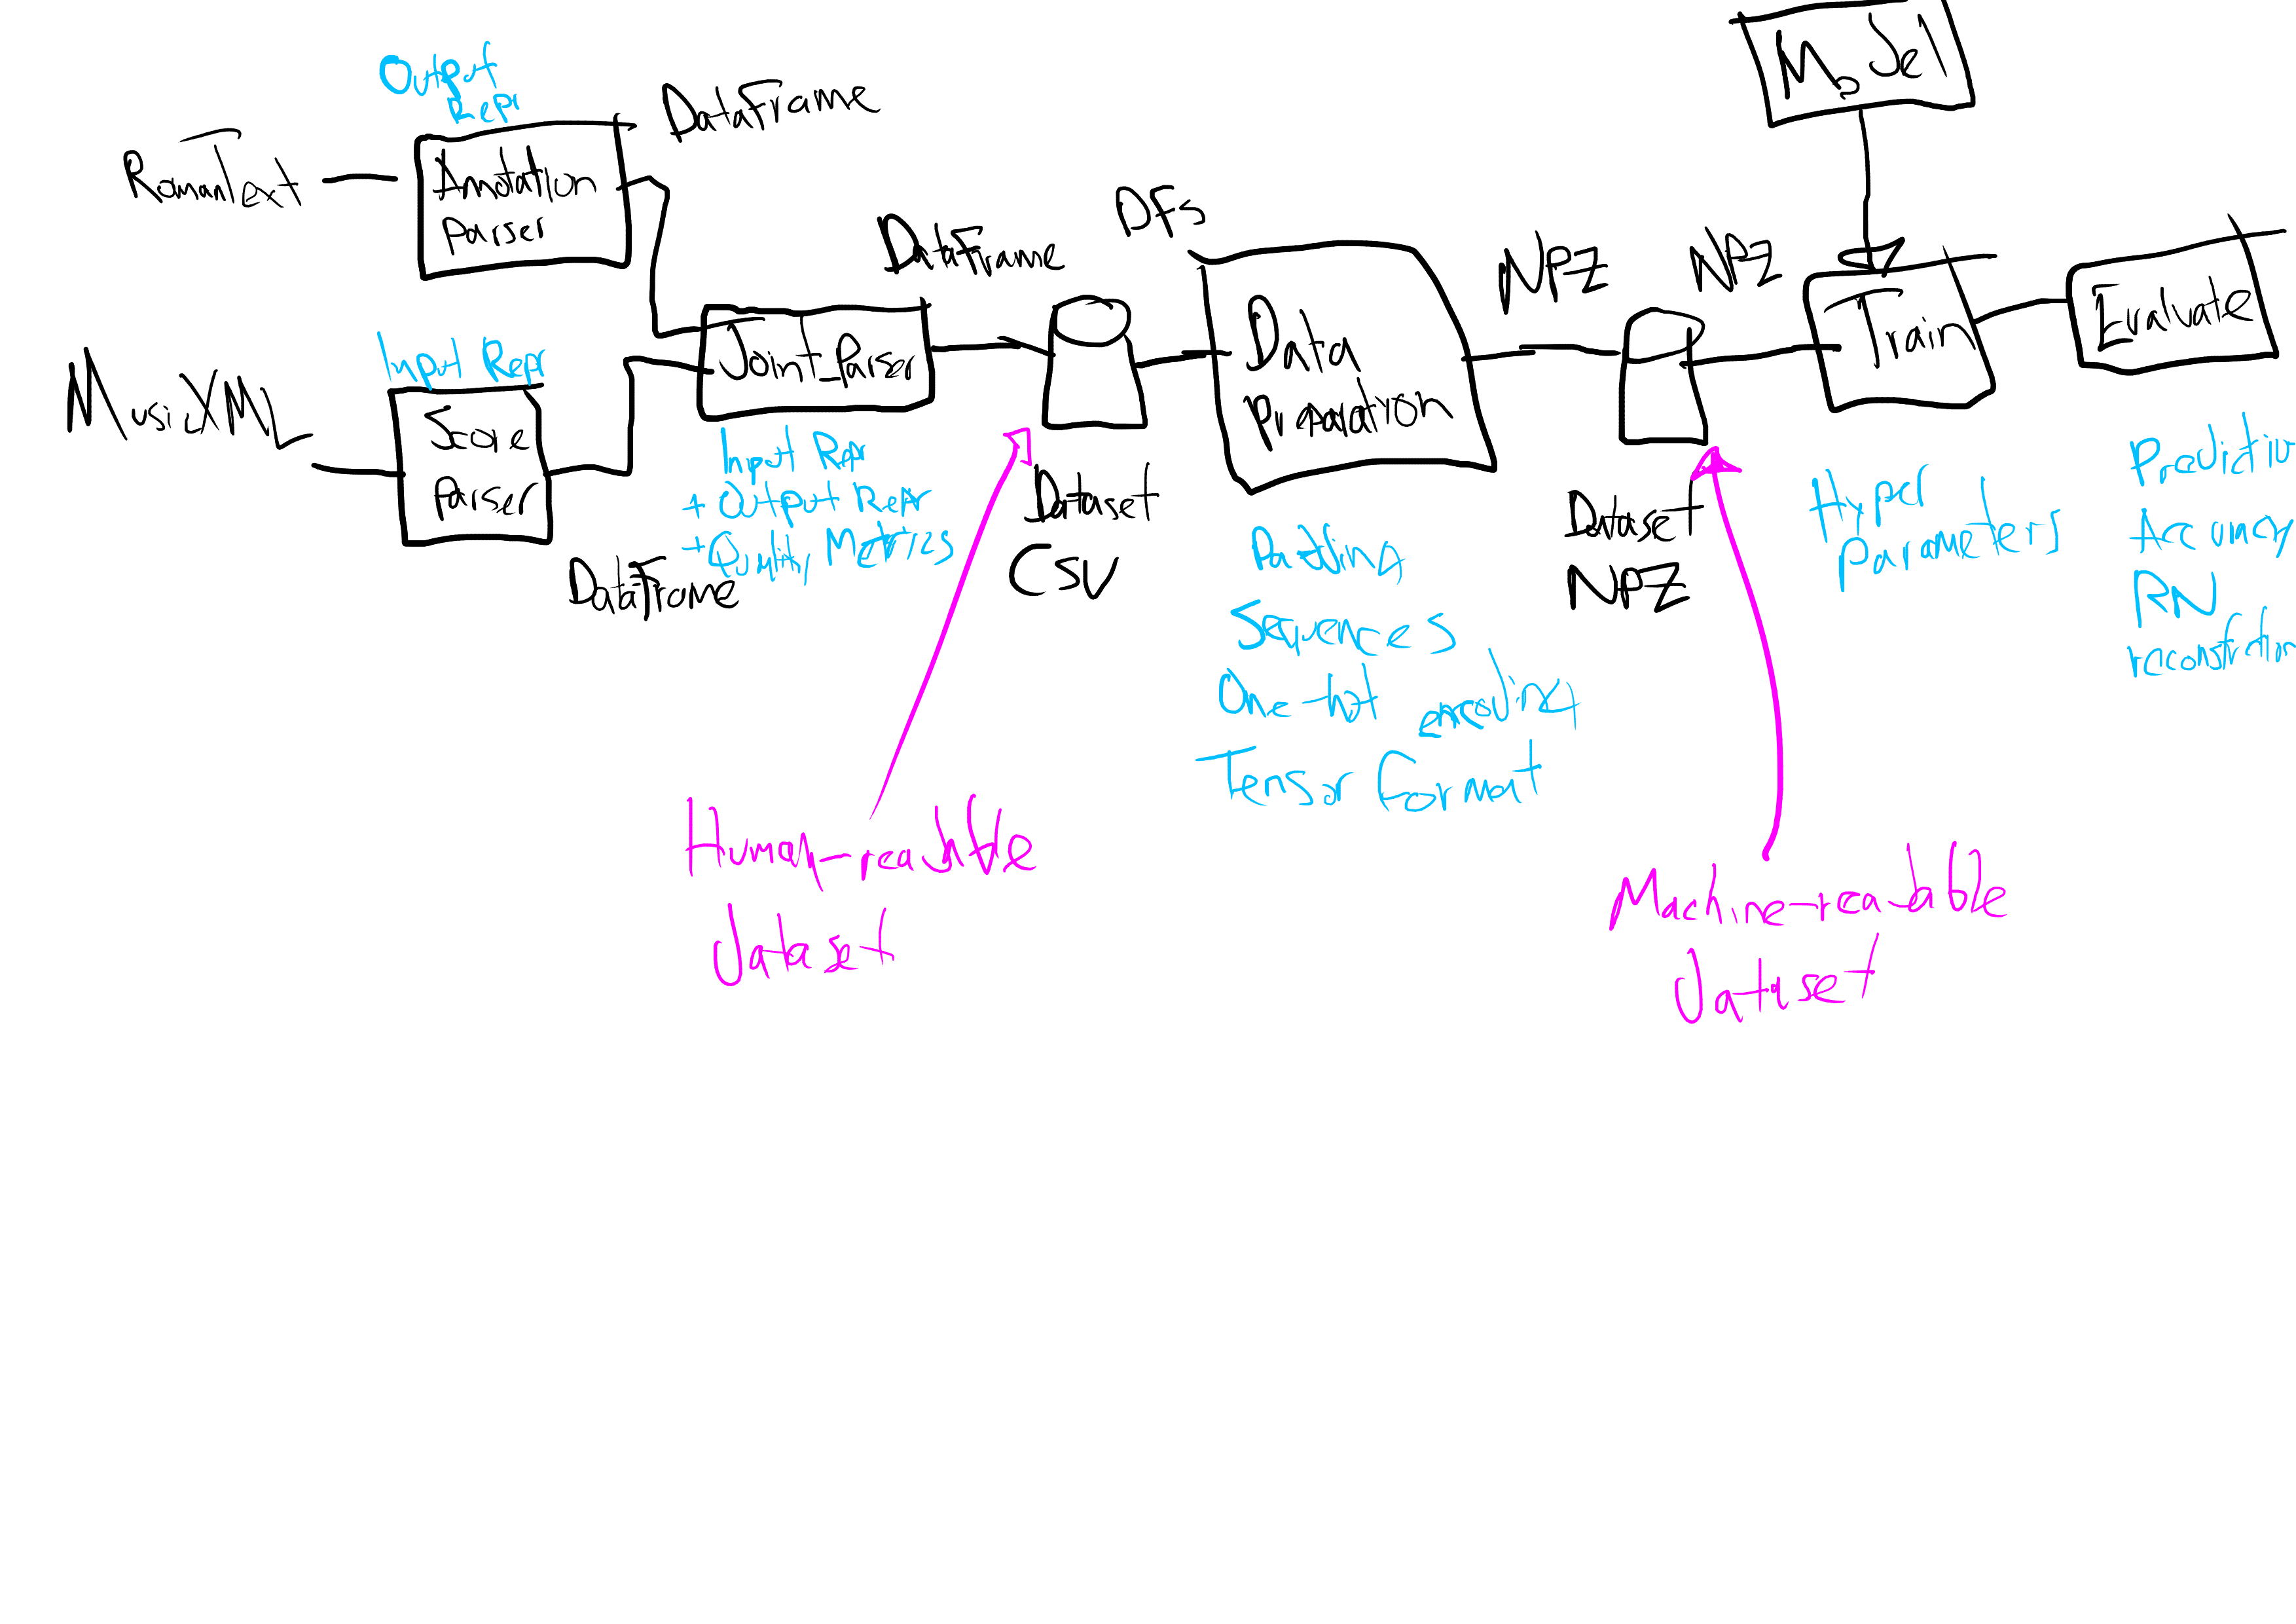 Output
Repr
RomanText
Annotation
Parser
DataFrame
MusicXML
Input Repr
Score
Parser
DataFrame
Joint_Parser
Input Repr
+ Output Repr
+ Quality Metrics
DataFrame
Dataset
CSV
DFs
Data
Preparation
Padding
Sequences
One-hot encoding
Tensor Format
NPZ
Dataset
NPZ
NPZ
Model
Train
Hyper
parameters
Evaluate
Predictiv
Accuracy
RN
reconstruction
Human-readable
dataset
Machine-readable
dataset